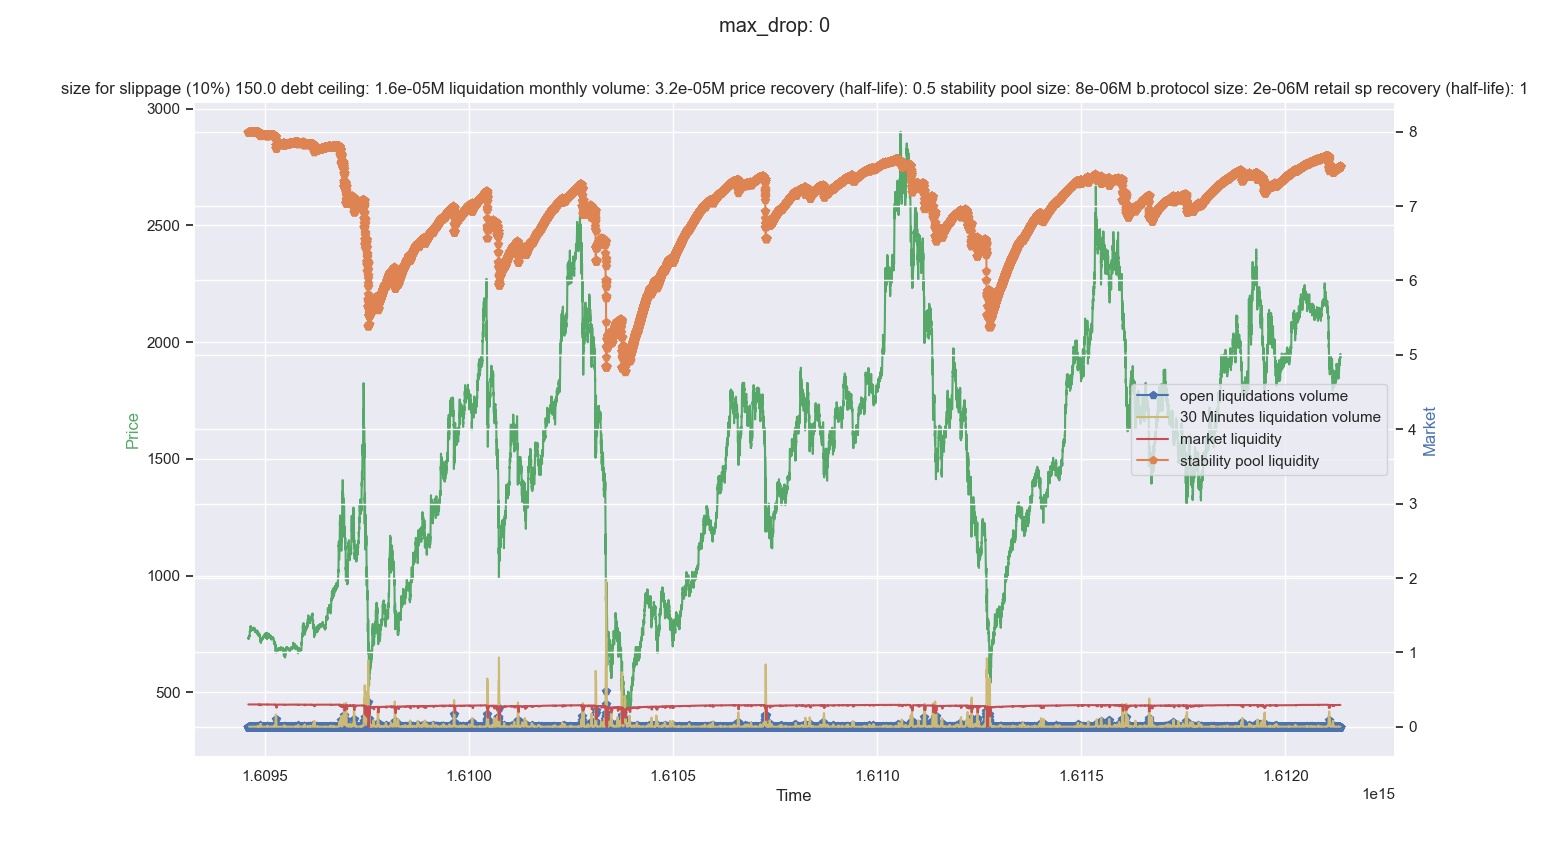 max_drop: 0
size for slippage (10%) 150.0 debt ceiling: 1.6e-05M liquidation monthly volume: 3.2e-05M price recovery (half-life): 0.5 stability pool size: 8e-06M b.protocol size: 2e-06M retail sp recovery (half-life): 1
3000
2500
2000
1500
1000
500
Price
8
7
6
5
4
3
2
1
0
Market
open liquidations volume
30 Minutes liquidation volume
market liquidity
stability pool liquidity
1.6095
1.6100
1.6105
1.6110
1.6115
1.6120
Time
1e15